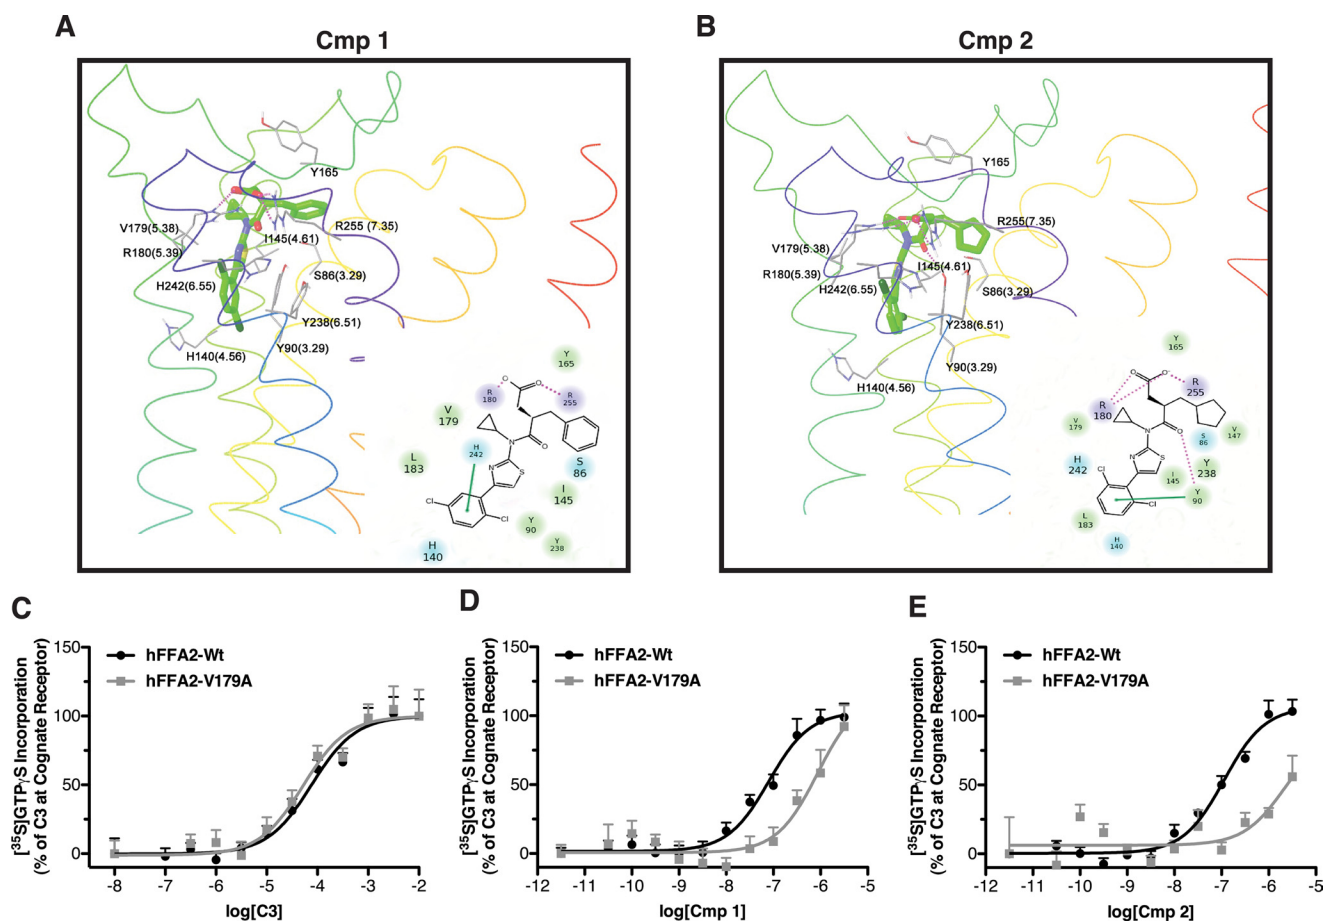 A
Cmp 1
Y165
V179(5.38)
R255 (7.35)
I145(4.61)
R180(5.39)
S86(3.29)
H242(6.55)
Y238(6.51)
H140(4.56)
Y90(3.29)
Y
165
O-
O
R
180
R
255
V
179
H
242
N
O
S
86
L
183
N
S
I
145
Cl
Cl
Y
90
Y
238
H
140
B
Cmp 2
Y165
R255(7.35)
V179(5.38)
I145(4.61)
R180(5.39)
S86(3.29)
H242(6.55)
Y238(6.51)
Y90(3.29)
H140(4.56)
Y
165
O
O-
R
255
R
180
V
179
S
86
V
147
N
O
H
242
Y
238
N
S
I
145
Cl
Cl
Y
90
L
183
H
140
C
[³⁵S]GTPγS Incorporation
(% of C3 at Cognate Receptor)
150
100
50
0
hFFA2-Wt
hFFA2-V179A
-8 -7 -6 -5 -4 -3 -2
log[C3]
D
[³⁵S]GTPγS Incorporation
(% of C3 at Cognate Receptor)
150
100
50
0
hFFA2-Wt
hFFA2-V179A
-12 -11 -10 -9 -8 -7 -6 -5
log[Cmp 1]
E
[³⁵S]GTPγS Incorporation
(% of C3 at Cognate Receptor)
150
100
50
0
hFFA2-Wt
hFFA2-V179A
-12 -11 -10 -9 -8 -7 -6 -5
log[Cmp 2]